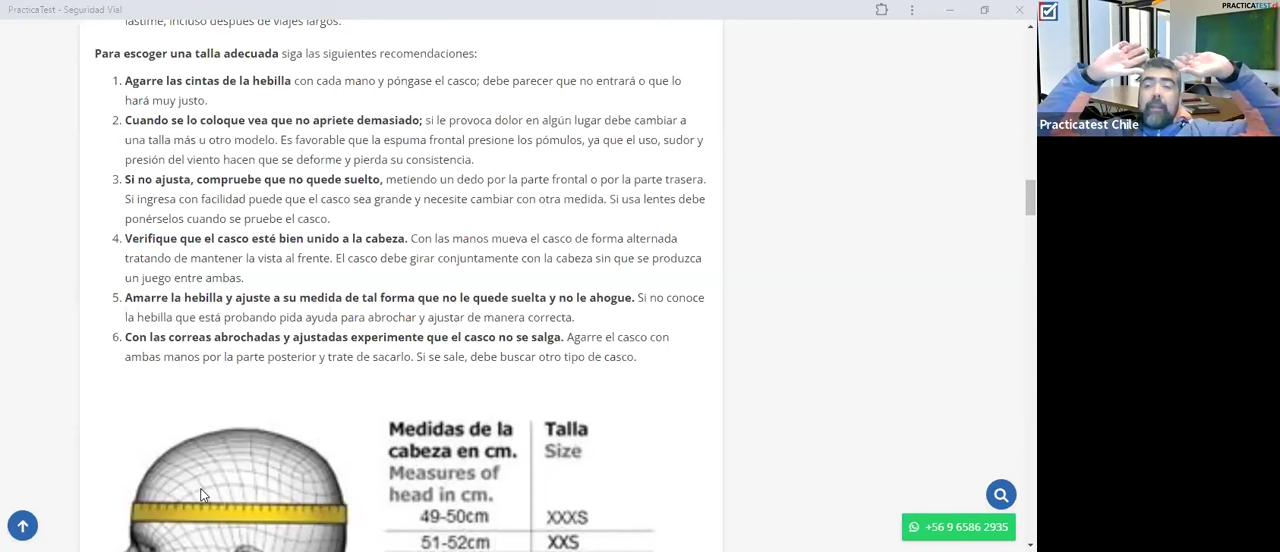 PracticaTest - Seguridad Vial
lastime, incluso después de viajes largos.
Para escoger una talla adecuada siga las siguientes recomendaciones:
1. Agarre las cintas de la hebilla con cada mano y póngase el casco; debe parecer que no entrará o que lo
hará muy justo.
2. Cuando se lo coloque vea que no apriete demasiado; si le provoca dolor en algún lugar debe cambiar a
una talla más u otro modelo. Es favorable que la espuma frontal presione los pómulos, ya que el uso, sudor y
presión del viento hacen que se deforme y pierda su consistencia.
3. Si no ajusta, compruebe que no quede suelto, metiendo un dedo por la parte frontal o por la parte trasera.
Si ingresa con facilidad puede que el casco sea grande y necesite cambiar con otra medida. Si usa lentes debe
ponérselos cuando se pruebe el casco.
4. Verifique que el casco esté bien unido a la cabeza. Con las manos mueva el casco de forma alternada
tratando de mantener la vista al frente. El casco debe girar conjuntamente con la cabeza sin que se produzca
un juego entre ambas.
5. Amarre la hebilla y ajuste a su medida de tal forma que no le quede suelta y no le ahogue. Si no conoce
la hebilla que está probando pida ayuda para abrochar y ajustar de manera correcta.
6. Con las correas abrochadas y ajustadas experimente que el casco no se salga. Agarre el casco con
ambas manos por la parte posterior y trate de sacarlo. Si se sale, debe buscar otro tipo de casco.
Medidas de la Talla
cabeza en cm. Size
Measures of
head in cm.
49-50cm XXXS
51-52cm XXS
+56 9 6586 2935
PRACTICATEST
Practicatest Chile